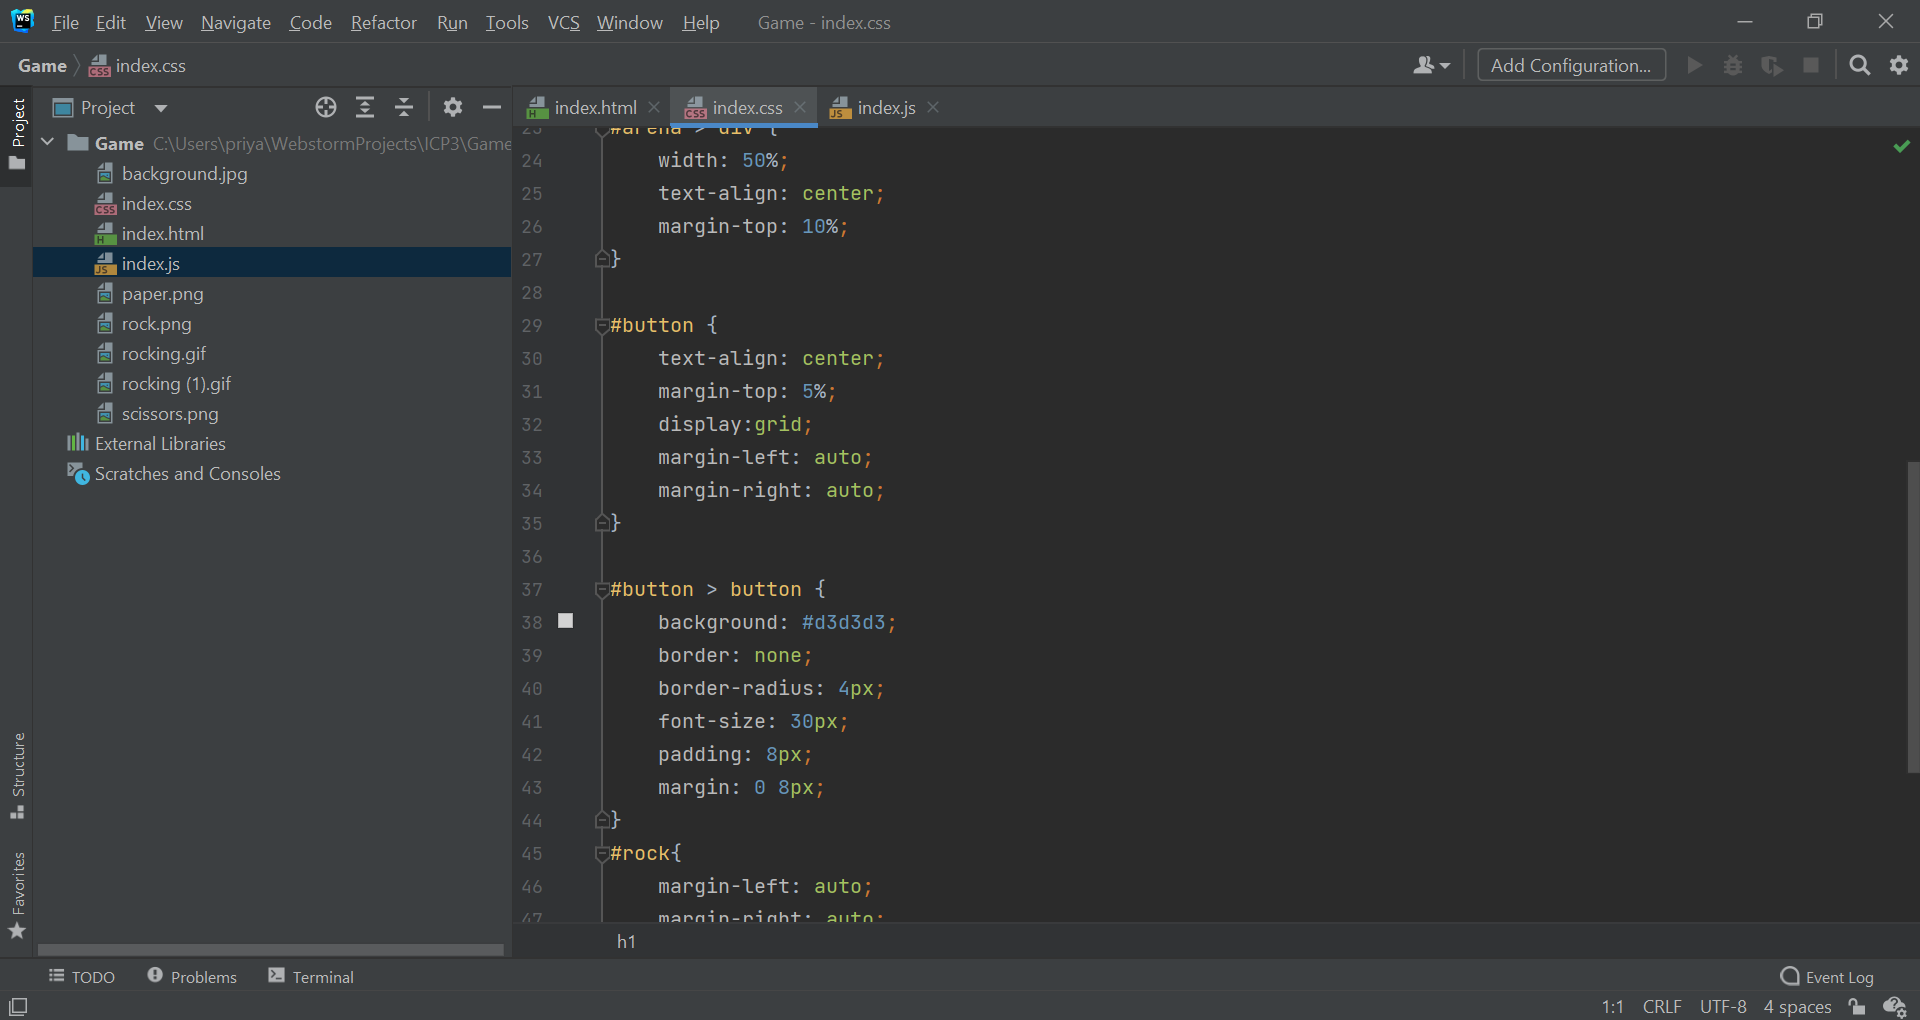 WS File Edit View Navigate Code Refactor Run Tools VCS Window Help Game - index.css
Game index.css Add Configuration...
Project
Project
index.html index.css index.js
Game C:\Users\priya\WebstormProjects\ICP3\Game
background.jpg
index.css
index.html
index.js
paper.png
rock.png
rocking.gif
rocking (1).gif
scissors.png
External Libraries
Scratches and Consoles
Structure
Favorites
23 #arena > div {
24 width: 50%;
25 text-align: center;
26 margin-top: 10%;
27 }
28
29 #button {
30 text-align: center;
31 margin-top: 5%;
32 display:grid;
33 margin-left: auto;
34 margin-right: auto;
35 }
36
37 #button > button {
38 background: #d3d3d3;
39 border: none;
40 border-radius: 4px;
41 font-size: 30px;
42 padding: 8px;
43 margin: 0 8px;
44 }
45 #rock{
46 margin-left: auto;
47 margin-right: auto;
h1
TODO Problems Terminal Event Log
1:1 CRLF UTF-8 4 spaces